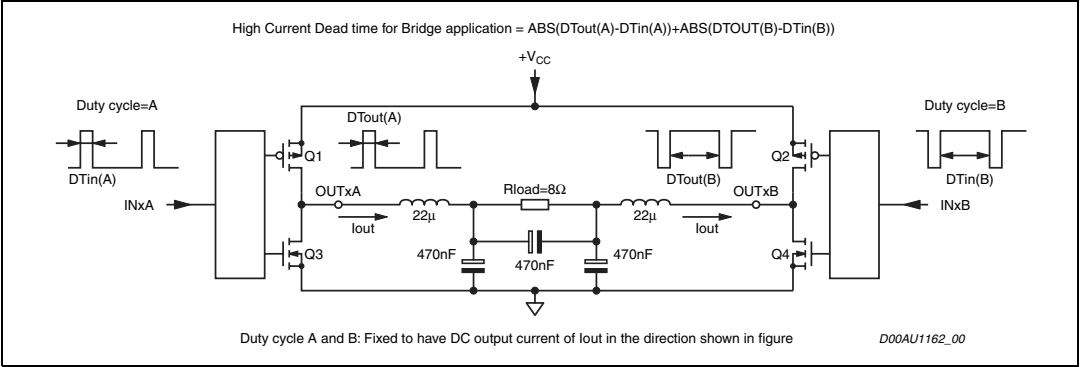 High Current Dead time for Bridge application = ABS(DTout(A)-DTin(A))+ABS(DTOUT(B)-DTin(B))
+VCC
Duty cycle=A
DTout(A)
Duty cycle=B
Q1
Q2
DTin(A)
DTout(B)
DTin(B)
OUTxA
Rload=8Ω
OUTxB
INxA
INxB
22μ
22μ
Iout
Iout
Q3
470nF
470nF
470nF
Q4
Duty cycle A and B: Fixed to have DC output current of Iout in the direction shown in figure
D00AU1162_00